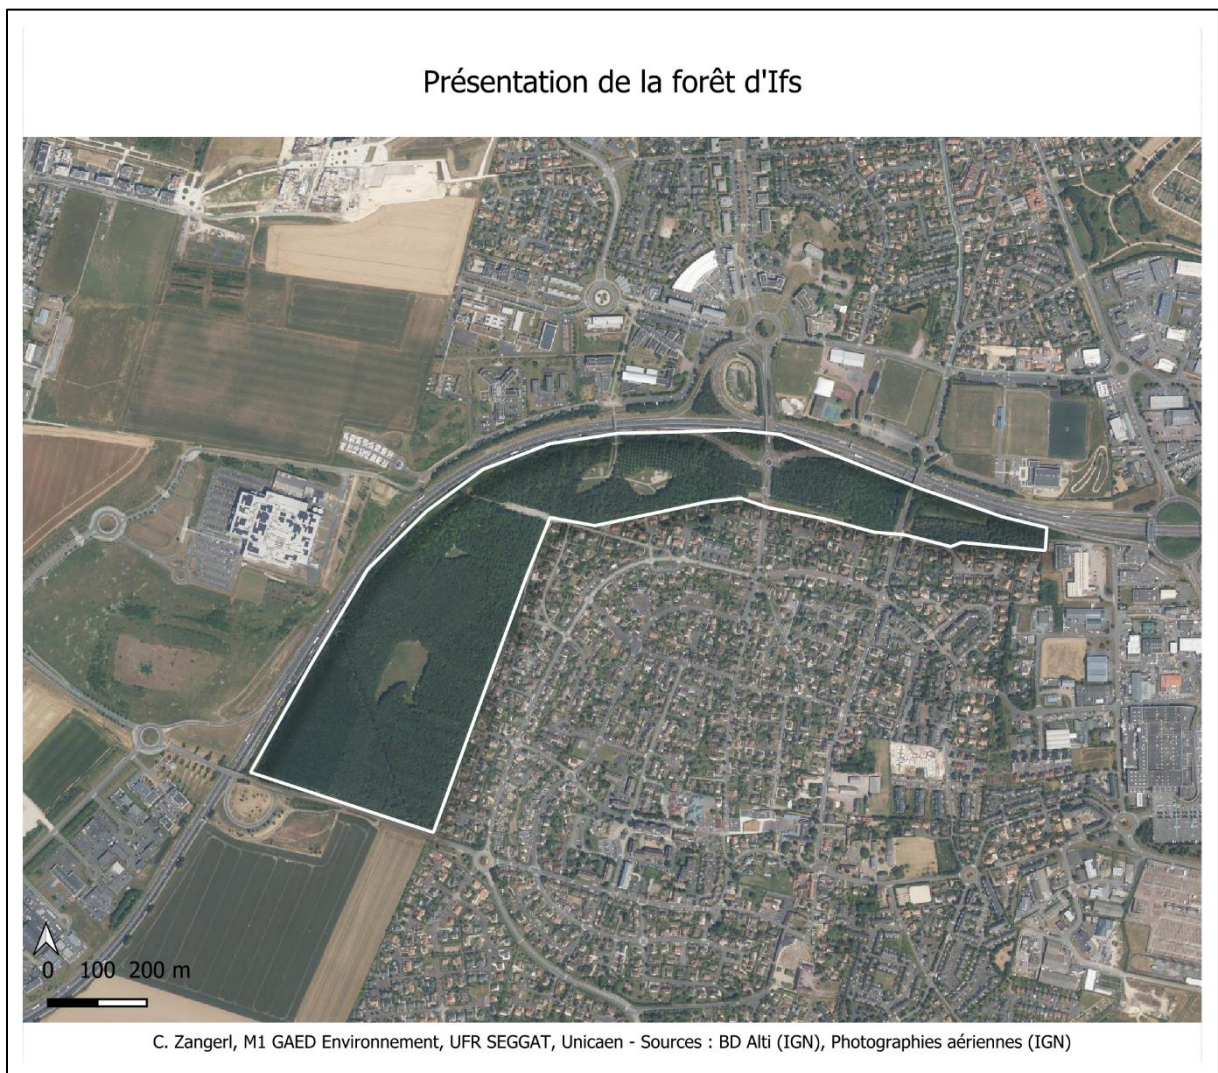 Présentation de la forêt d'Ifs
0 100 200 m
C. Zangerl, M1 GAED Environnement, UFR SEGGAT, Unicaen - Sources : BD Alti (IGN), Photographies aériennes (IGN)